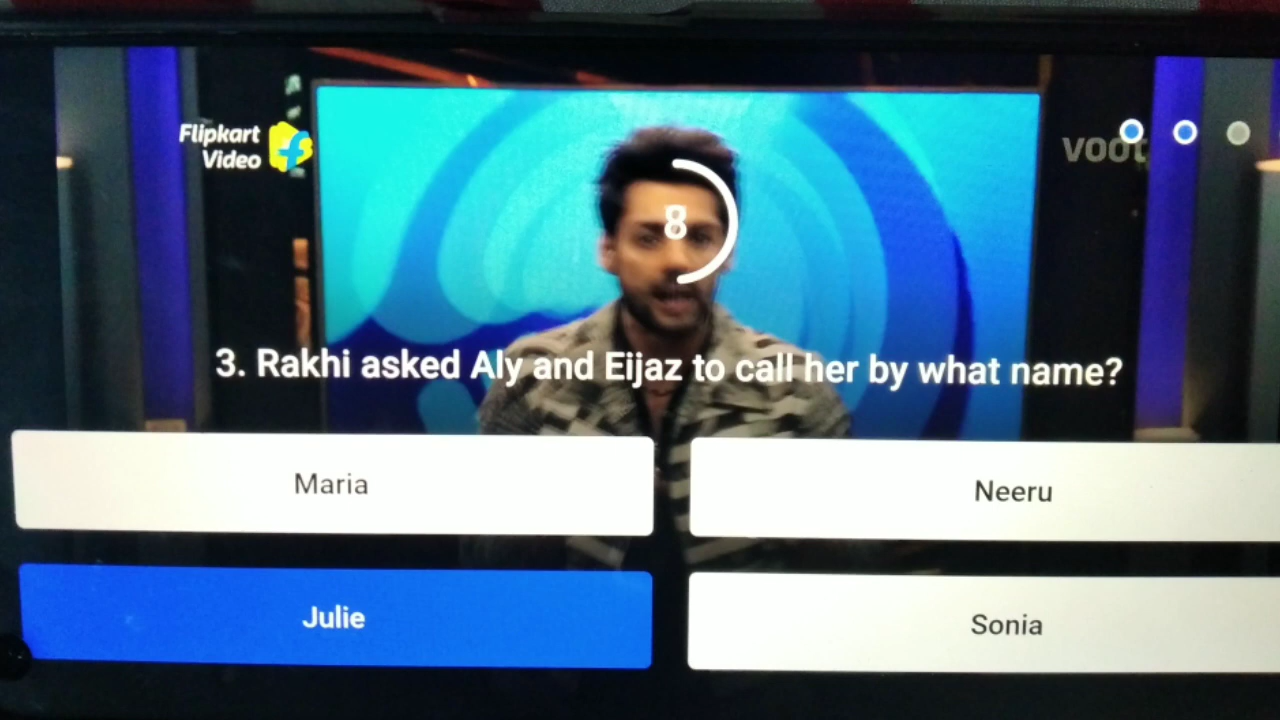 Flipkart
Video
voot
8
3. Rakhi asked Aly and Eijaz to call her by what name?
Maria
Neeru
Julie
Sonia